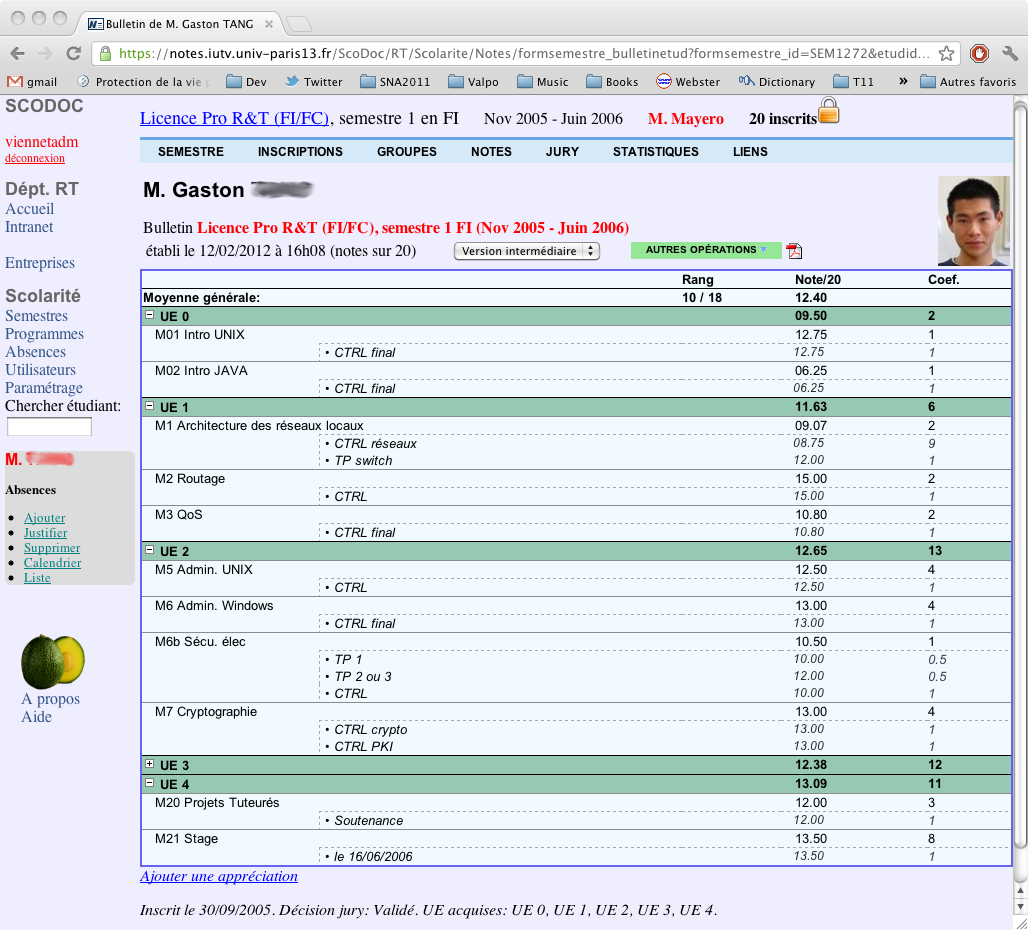 Bulletin de M. Gaston TANG
https://notes.iutv.univ-paris13.fr/ScoDoc/RT/Scolarite/Notes/formsemestre_bulletinetud?formsemestre_id=SEM1272&etudid...
gmail Protection de la vie p Dev Twitter SNA2011 Valpo Music Books Webster Dictionary T11 » Autres favoris
SCODOC
viennetadm
déconnexion
Dépt. RT
Accueil
Intranet
Entreprises
Scolarité
Semestres
Programmes
Absences
Utilisateurs
Paramétrage
Chercher étudiant:
M.
Absences
• Ajouter
• Justifier
• Supprimer
• Calendrier
• Liste
A propos
Aide
Licence Pro R&T (FI/FC), semestre 1 en FI Nov 2005 - Juin 2006 M. Mayero 20 inscrits
SEMESTRE INSCRIPTIONS GROUPES NOTES JURY STATISTIQUES LIENS
M. Gaston
Bulletin Licence Pro R&T (FI/FC), semestre 1 FI (Nov 2005 - Juin 2006)
établi le 12/02/2012 à 16h08 (notes sur 20) Version intermédiaire AUTRES OPÉRATIONS
Rang Note/20 Coef.
Moyenne générale: 10 / 18 12.40
UE 0 09.50 2
M01 Intro UNIX 12.75 1
• CTRL final 12.75 1
M02 Intro JAVA 06.25 1
• CTRL final 06.25 1
UE 1 11.63 6
M1 Architecture des réseaux locaux 09.07 2
• CTRL réseaux 08.75 9
• TP switch 12.00 1
M2 Routage 15.00 2
• CTRL 15.00 1
M3 QoS 10.80 2
• CTRL final 10.80 1
UE 2 12.65 13
M5 Admin. UNIX 12.50 4
• CTRL 12.50 1
M6 Admin. Windows 13.00 4
• CTRL final 13.00 1
M6b Sécu. élec 10.50 1
• TP 1 10.00 0.5
• TP 2 ou 3 12.00 0.5
• CTRL 10.00 1
M7 Cryptographie 13.00 4
• CTRL crypto 13.00 1
• CTRL PKI 13.00 1
UE 3 12.38 12
UE 4 13.09 11
M20 Projets Tuteurés 12.00 3
• Soutenance 12.00 1
M21 Stage 13.50 8
• le 16/06/2006 13.50 1
Ajouter une appréciation
Inscrit le 30/09/2005. Décision jury: Validé. UE acquises: UE 0, UE 1, UE 2, UE 3, UE 4.